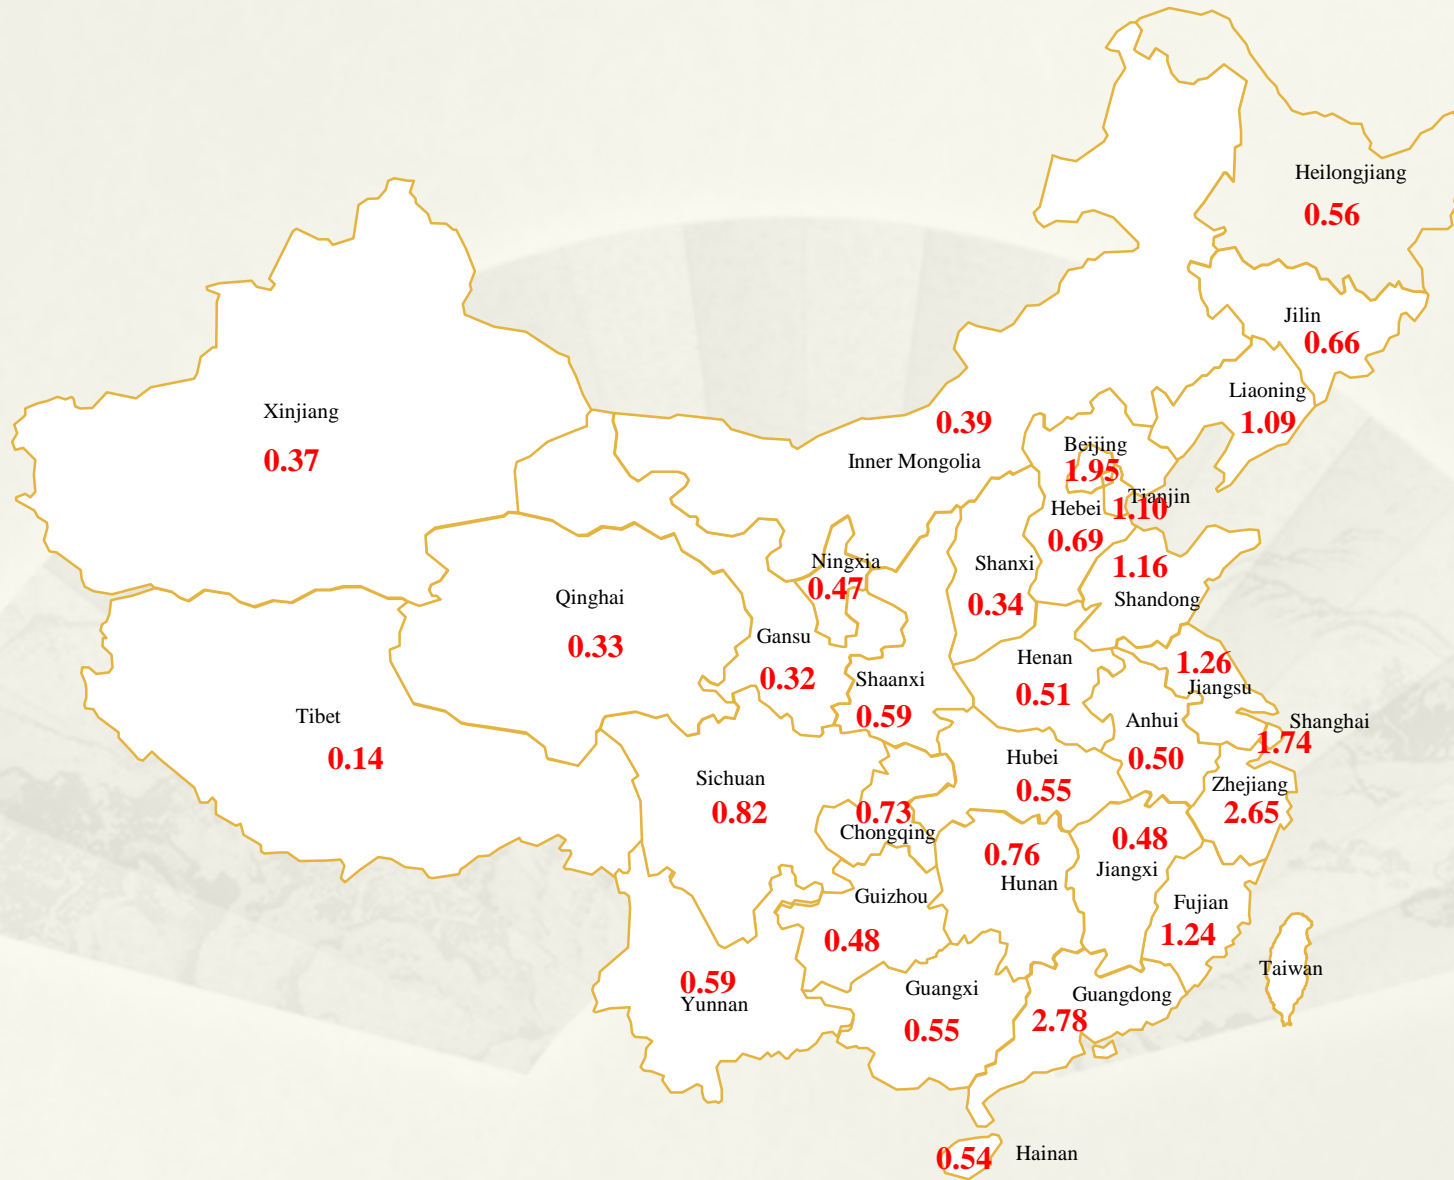 Heilongjiang
0.56
Jilin
0.66
Liaoning
1.09
Xinjiang
0.37
0.39
Inner Mongolia
Beijing
1.95
Tianjin
1.10
Hebei
0.69
Shanxi
0.34
1.16
Shandong
Ningxia
0.47
Qinghai
0.33
Gansu
0.32
Shaanxi
0.59
Henan
0.51
1.26
Jiangsu
Anhui
0.50
Shanghai
1.74
Tibet
0.14
Sichuan
0.82
0.73
Chongqing
Hubei
0.55
Zhejiang
2.65
0.76
Hunan
0.48
Jiangxi
Guizhou
0.48
Fujian
1.24
Taiwan
0.59
Yunnan
Guangxi
0.55
Guangdong
2.78
0.54
Hainan